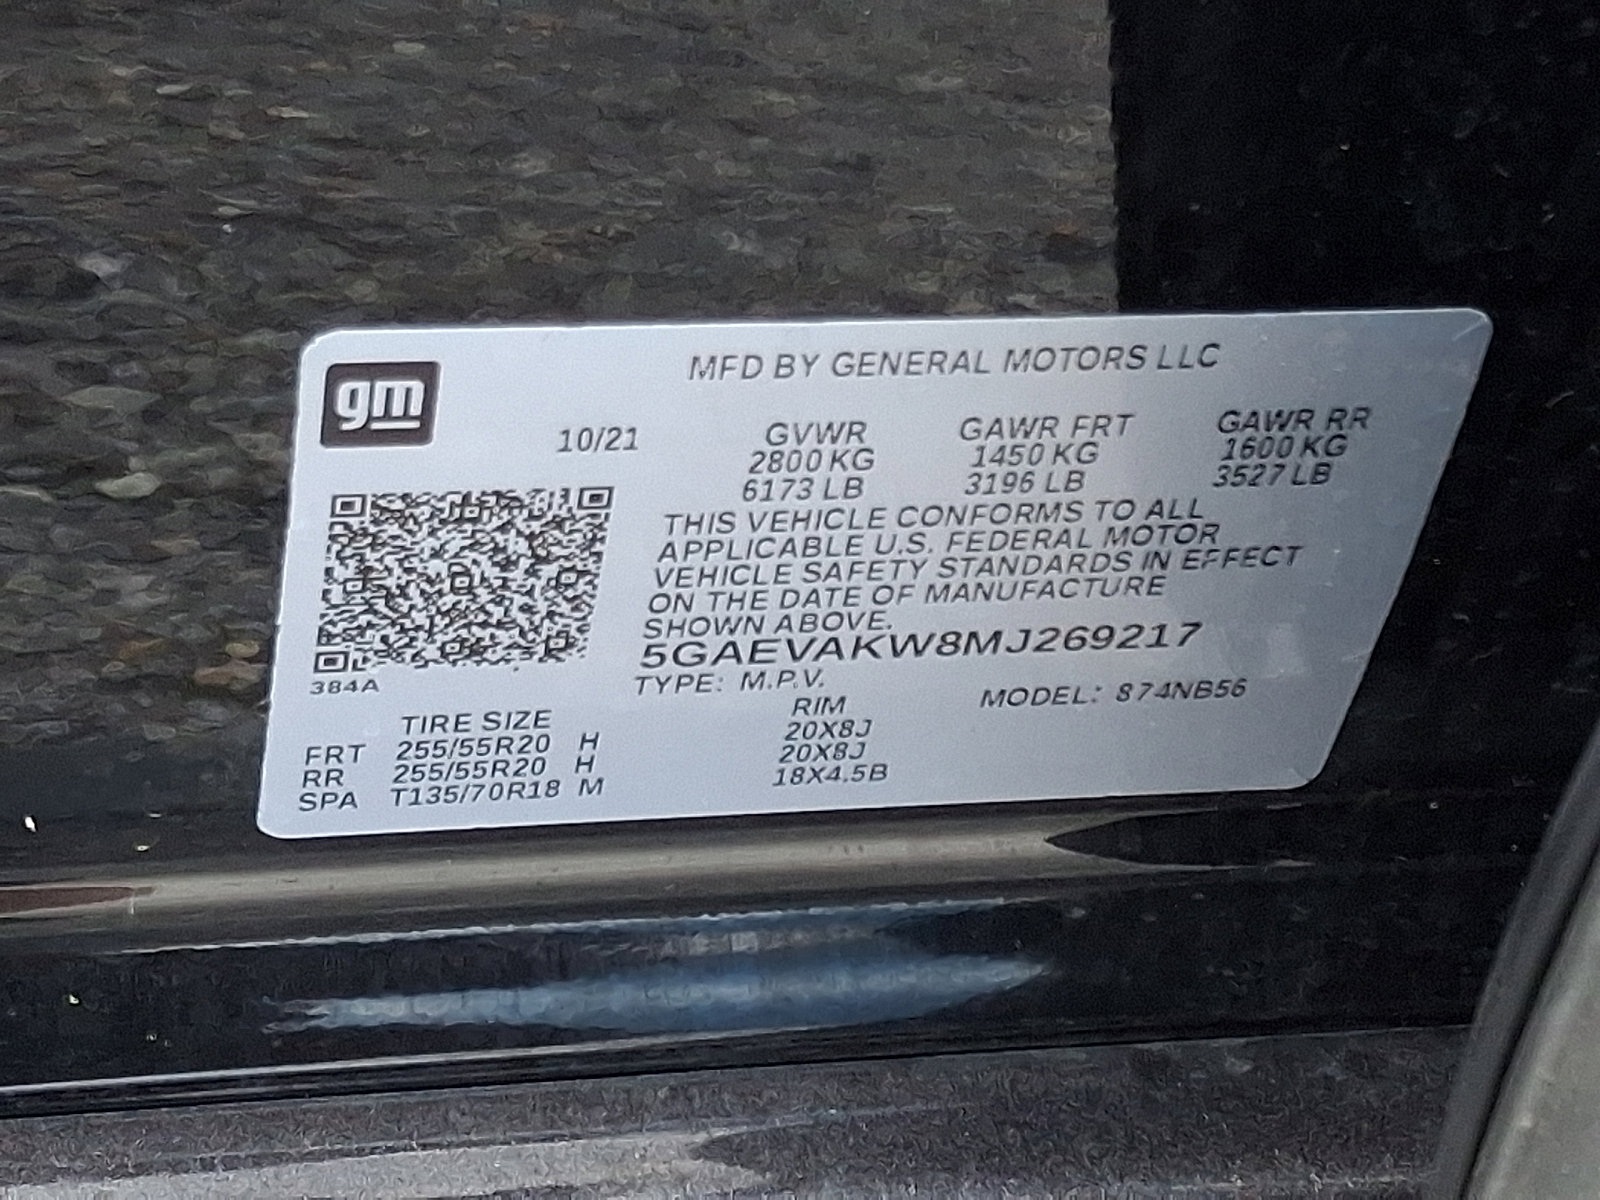 gm
MFD BY GENERAL MOTORS LLC
10/21 GVWR GAWR FRT GAWR RR
2800 KG 1450 KG 1600 KG
6173 LB 3196 LB 3527 LB
THIS VEHICLE CONFORMS TO ALL
APPLICABLE U.S. FEDERAL MOTOR
VEHICLE SAFETY STANDARDS IN EFFECT
ON THE DATE OF MANUFACTURE
SHOWN ABOVE.
5GAEVAKW8MJ269217
384A
TYPE: M.P.V. MODEL: 874NB56
TIRE SIZE RIM
FRT 255/55R20 H 20X8J
RR 255/55R20 H 20X8J
SPA T135/70R18 M 18X4.5B